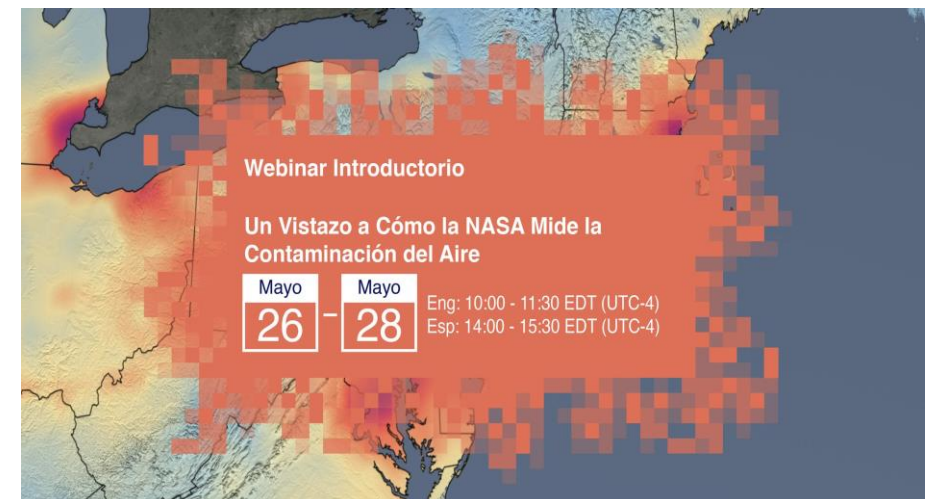 Webinar Introductorio
Un Vistazo a Cómo la NASA Mide la
Contaminación del Aire
Mayo
26
-
Mayo
28
Eng: 10:00 - 11:30 EDT (UTC-4)
Esp: 14:00 - 15:30 EDT (UTC-4)